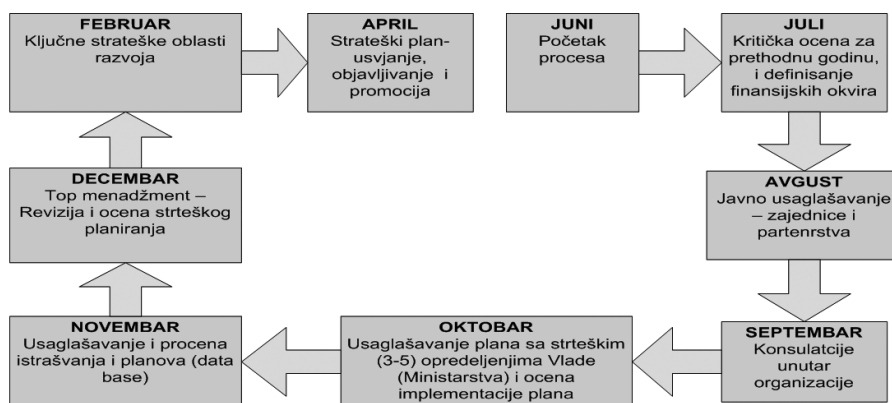 FEBRUAR
Ključne strateške oblasti
razvoja
APRIL
Strateški plan-
usvjanje,
objavljivanje i
promocija
JUNI
Početak
procesa
JULI
Kritička ocena za
prethodnu godinu,
i definisanje
finansijskih okvira
DECEMBAR
Top menadžment –
Revizija i ocena strteškog
planiranja
AVGUST
Javno usaglašavanje
– zajednice i
partenrstva
NOVEMBAR
Usaglašavanje i procena
istrašvanja i planova (data
base)
OKTOBAR
Usaglašavanje plana sa strteškim
(3-5) opredeljenjima Vlade
(Ministarstva) i ocena
implementacije plana
SEPTEMBAR
Konsulatcije
unutar
organizacije